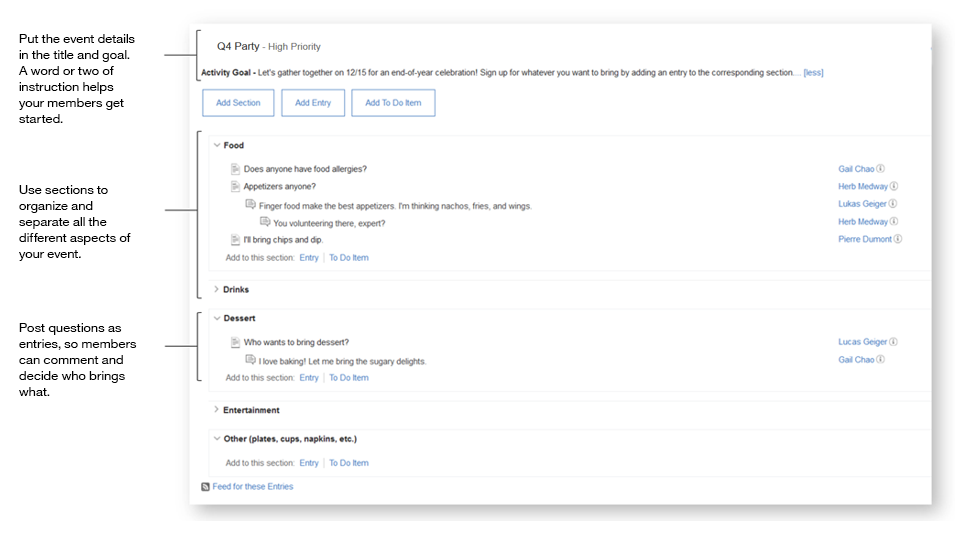 Put the event details
in the title and goal.
A word or two of
instruction helps
your members get
started.
Q4 Party - High Priority
Activity Goal - Let's gather together on 12/15 for an end-of-year celebration! Sign up for whatever you want to bring by adding an entry to the corresponding section... [less]
Add Section Add Entry Add To Do Item
Use sections to
organize and
separate all the
different aspects of
your event.
Food
Does anyone have food allergies? Gail Chao
Appetizers anyone? Herb Medway
Finger food make the best appetizers. I'm thinking nachos, fries, and wings. Lukas Geiger
You volunteering there, expert? Herb Medway
I'll bring chips and dip. Pierre Dumont
Add to this section: Entry | To Do Item
Drinks
Post questions as
entries, so members
can comment and
decide who brings
what.
Dessert
Who wants to bring dessert? Lucas Geiger
I love baking! Let me bring the sugary delights. Gail Chao
Add to this section: Entry | To Do Item
Entertainment
Other (plates, cups, napkins, etc.)
Add to this section: Entry | To Do Item
Feed for these Entries